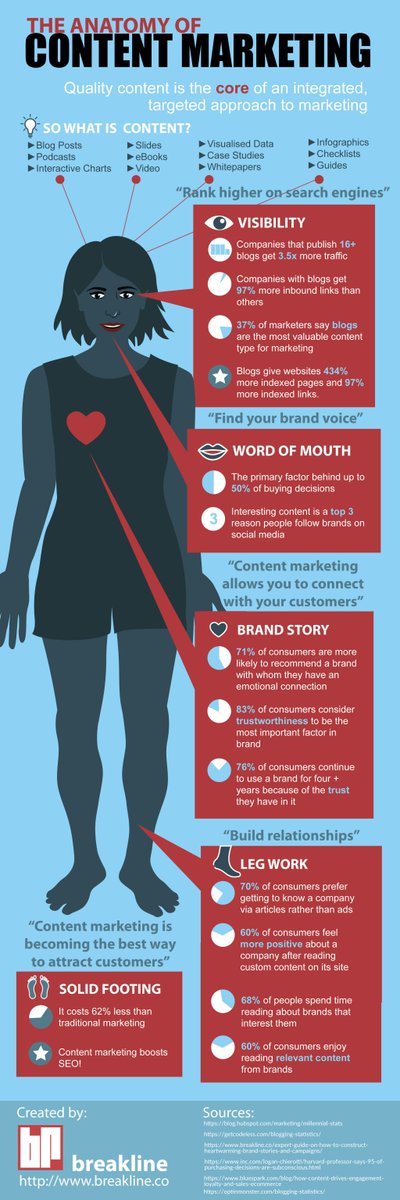 THE ANATOMY OF
CONTENT MARKETING
Quality content is the core of an integrated,
targeted approach to marketing
SO WHAT IS CONTENT?
Blog Posts
Podcasts
Interactive Charts
Slides
eBooks
Video
Visualised Data
Case Studies
Whitepapers
Infographics
Checklists
Guides
“Rank higher on search engines”
VISIBILITY
Companies that publish 16+
blogs get 3.5x more traffic
Companies with blogs get
97% more inbound links than
others
37% of marketers say blogs
are the most valuable content
type for marketing
Blogs give websites 434%
more indexed pages and 97%
more indexed links.
“Find your brand voice”
WORD OF MOUTH
The primary factor behind up to
50% of buying decisions
3
Interesting content is a top 3
reason people follow brands on
social media
“Content marketing
allows you to connect
with your customers”
BRAND STORY
71% of consumers are more
likely to recommend a brand
with whom they have an
emotional connection
83% of consumers consider
trustworthiness to be the
most important factor in
brand
76% of consumers continue
to use a brand for four +
years because of the trust
they have in it
“Build relationships”
LEG WORK
70% of consumers prefer
getting to know a company
via articles rather than ads
60% of consumers feel
more positive about a
company after reading
custom content on its site
68% of people spend time
reading about brands that
interest them
60% of consumers enjoy
reading relevant content
from brands
“Content marketing is
becoming the best way
to attract customers”
SOLID FOOTING
It costs 62% less than
traditional marketing
Content marketing boosts
SEO!
Created by:
breakline
http://www.breakline.co
Sources:
https://blog.hubspot.com/marketing/millennial-stats
https://getcodeless.com/blogging-statistics/
https://www.breakline.co/expert-guide-on-how-to-construct-
heartwarming-brand-stories-and-campaigns/
https://www.inc.com/logan-chierotti/harvard-professor-says-95-of-
purchasing-decisions-are-subconscious.html
https://www.bluespark.com/blog/how-content-drives-engagement-
loyalty-and-sales-ecommerce
https://optinmonster.com/blogging-statistics/